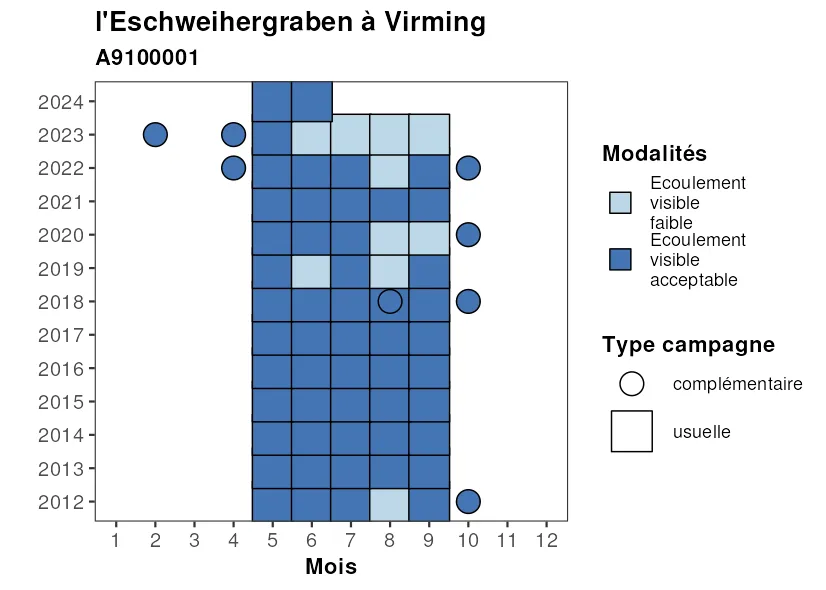 l'Eschweihergraben à Virming
A9100001
2024
2023
2022
2021
2020
2019
2018
2017
2016
2015
2014
2013
2012
1 2 3 4 5 6 7 8 9 10 11 12
Mois
Modalités
Ecoulement
visible
faible
Ecoulement
visible
acceptable
Type campagne
complémentaire
usuelle